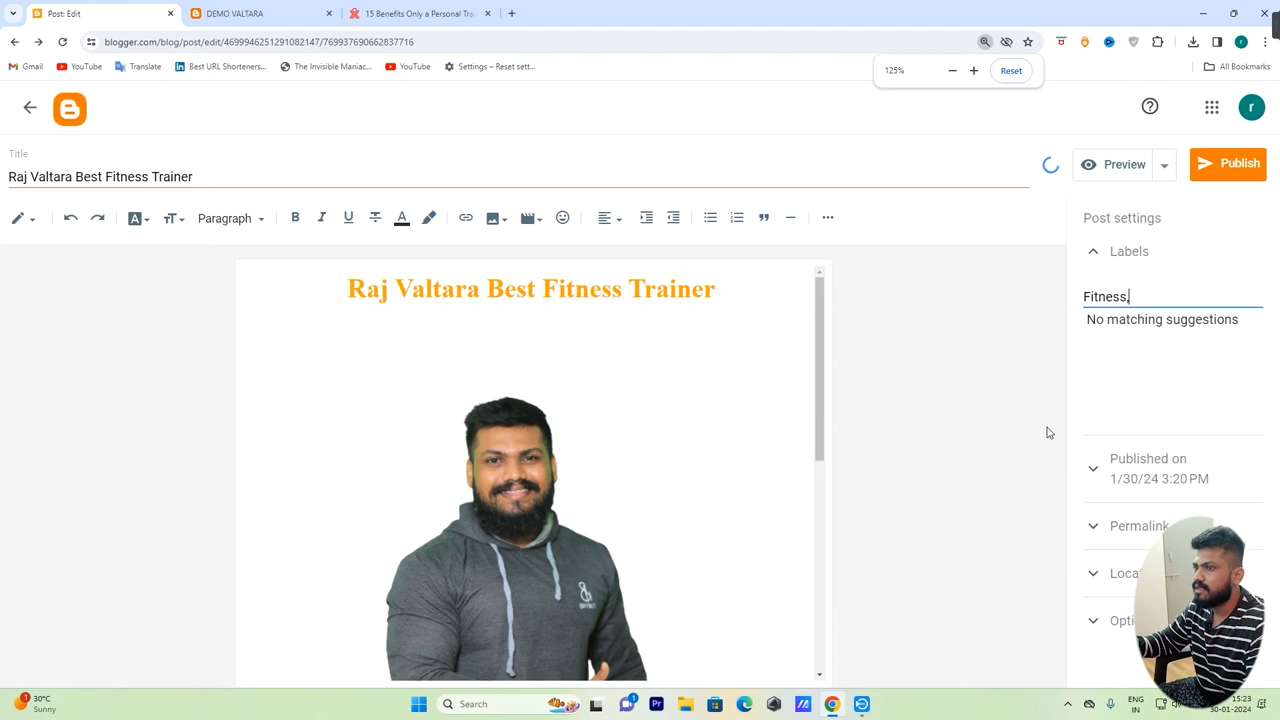 Post: Edit
DEMO VALTARA
15 Benefits Only a Personal Tra
blogger.com/blog/post/edit/4699946251291082147/769937690662837716
Gmail
YouTube
Translate
Best URL Shorteners...
The Invisible Maniac...
YouTube
Settings – Reset sett...
All Bookmarks
125%
Reset
r
r
Title
Raj Valtara Best Fitness Trainer
Preview
Publish
Paragraph
Post settings
Labels
Raj Valtara Best Fitness Trainer
Fitness,
No matching suggestions
Published on
1/30/24 3:20 PM
Permalink
Loca
Opti
30°C
Sunny
Search
ENG
IN
15:23
30-01-2024